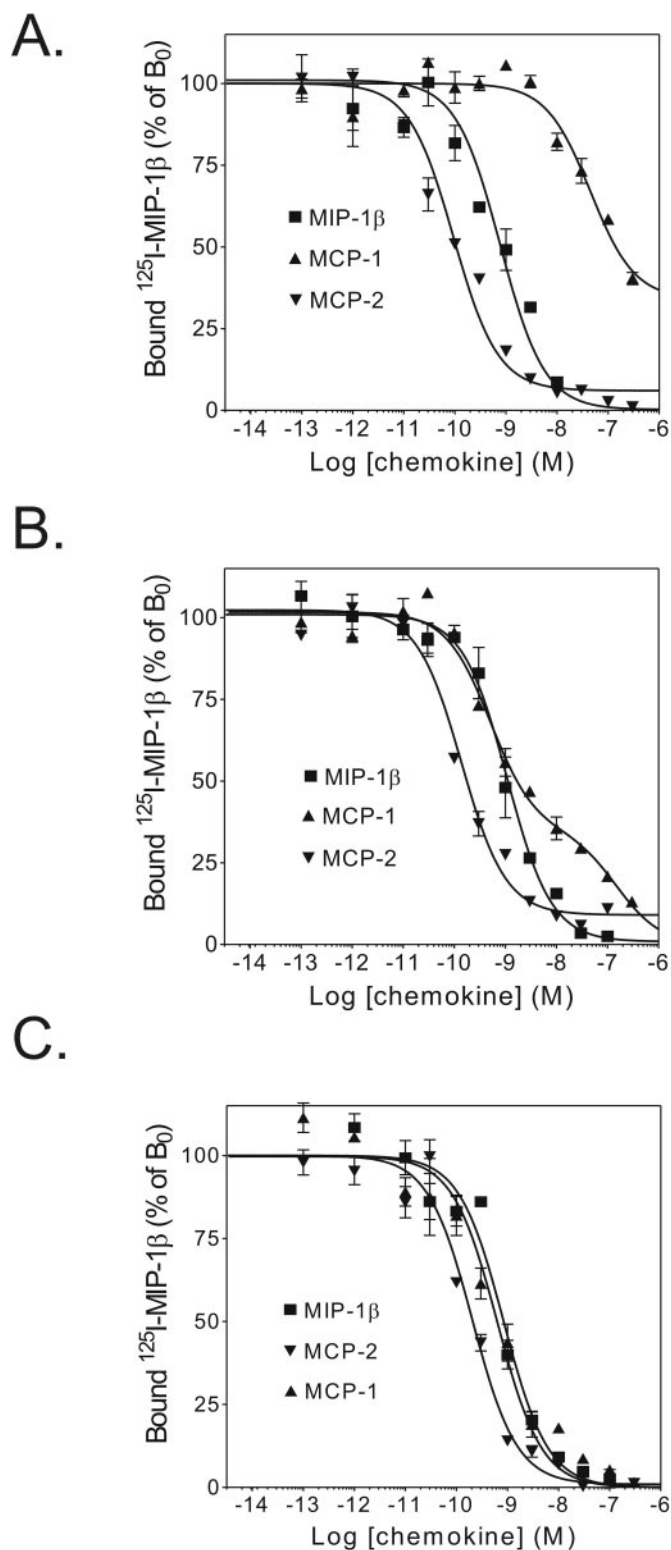 A.
Bound ¹²⁵I-MIP-1β (% of B₀)
100
75
50
25
0
■ MIP-1β
▲ MCP-1
▼ MCP-2
-14 -13 -12 -11 -10 -9 -8 -7 -6
Log [chemokine] (M)
B.
Bound ¹²⁵I-MIP-1β (% of B₀)
100
75
50
25
0
■ MIP-1β
▲ MCP-1
▼ MCP-2
-14 -13 -12 -11 -10 -9 -8 -7 -6
Log [chemokine] (M)
C.
Bound ¹²⁵I-MIP-1β (% of B₀)
100
75
50
25
0
■ MIP-1β
▼ MCP-2
▲ MCP-1
-14 -13 -12 -11 -10 -9 -8 -7 -6
Log [chemokine] (M)